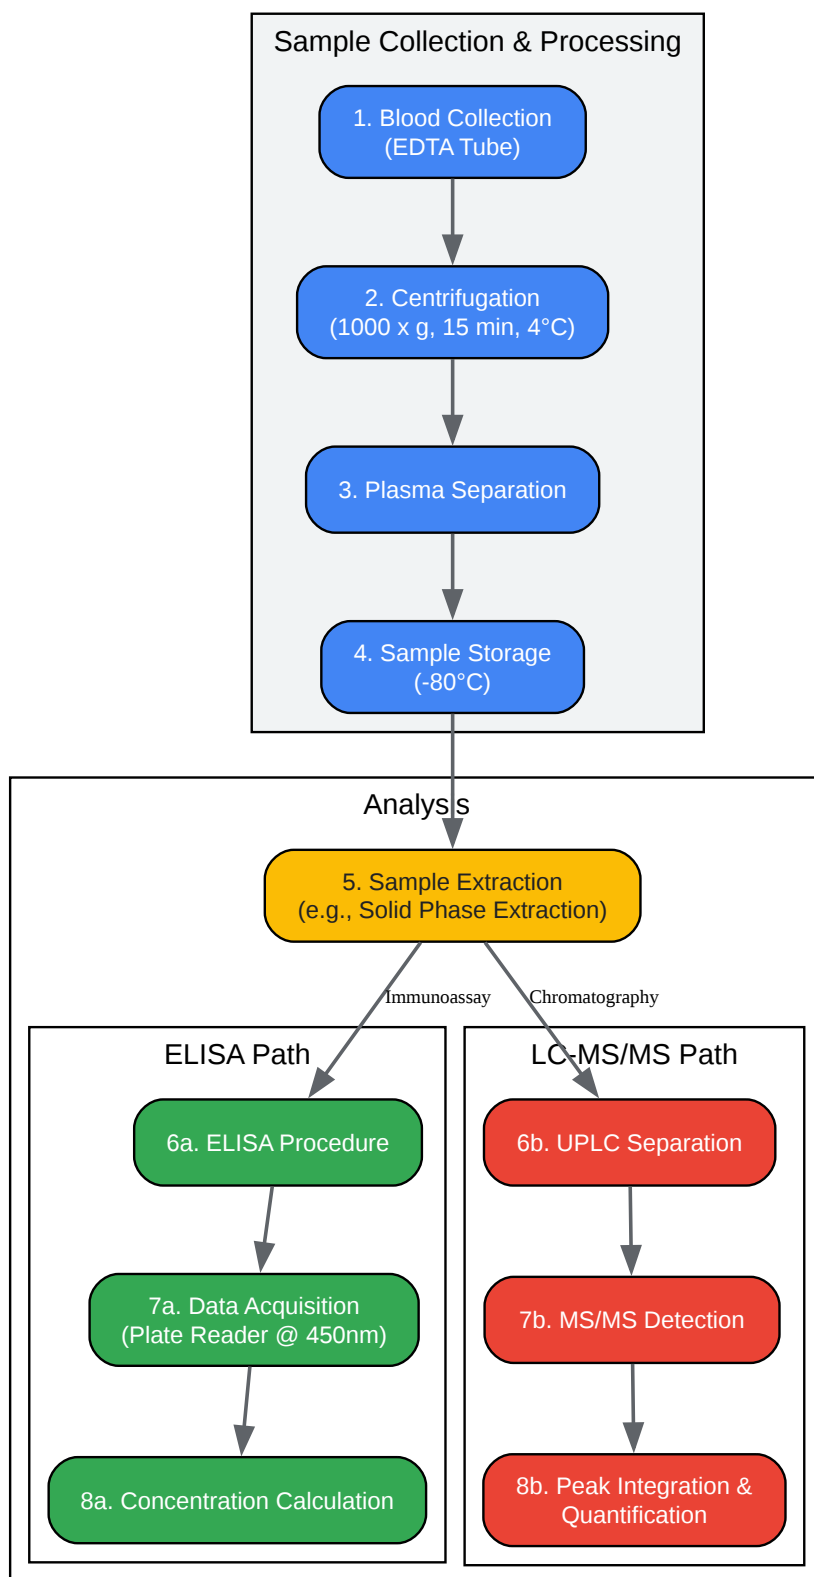 Sample Collection & Processing
1. Blood Collection
(EDTA Tube)
2. Centrifugation
(1000 x g, 15 min, 4°C)
3. Plasma Separation
4. Sample Storage
(-80°C)
Analysis
5. Sample Extraction
(e.g., Solid Phase Extraction)
Immunoassay
Chromatography
ELISA Path
6a. ELISA Procedure
7a. Data Acquisition
(Plate Reader @ 450nm)
8a. Concentration Calculation
LC-MS/MS Path
6b. UPLC Separation
7b. MS/MS Detection
8b. Peak Integration &
Quantification